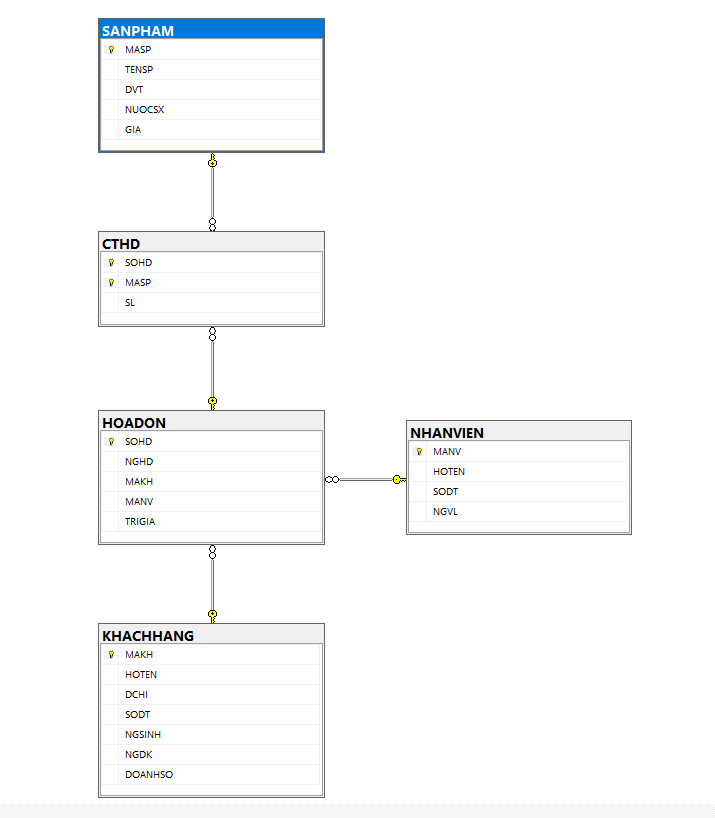 SANPHAM
MASP
TENSP
DVT
NUOCSX
GIA
CTHD
SOHD
MASP
SL
HOADON
SOHD
NGHD
MAKH
MANV
TRIGIA
NHANVIEN
MANV
HOTEN
SODT
NGVL
KHACHHANG
MAKH
HOTEN
DCHI
SODT
NGSINH
NGDK
DOANHSO